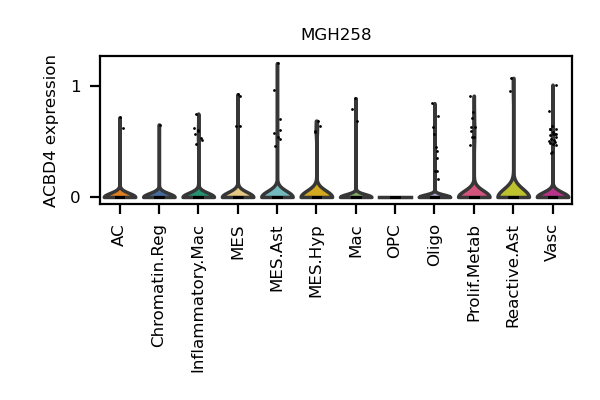 MGH258
ACBD4 expression
1
0
AC
Chromatin.Reg
Inflammatory.Mac
MES
MES.Ast
MES.Hyp
Mac
OPC
Oligo
Prolif.Metab
Reactive.Ast
Vasc